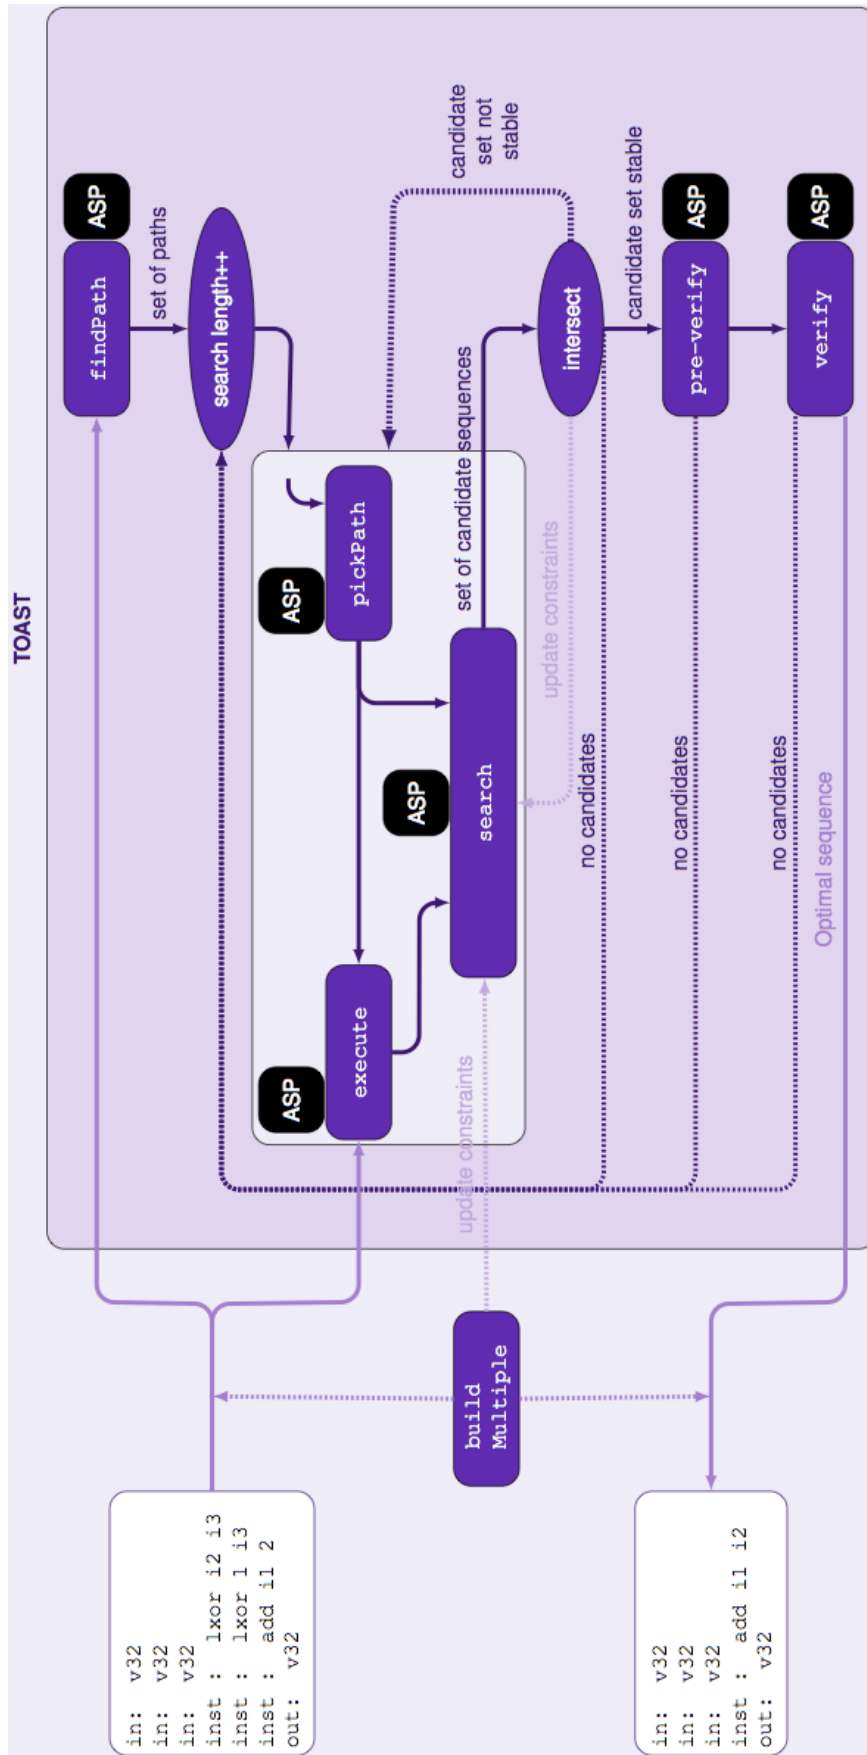 TOAST
in: v32
in: v32
in: v32
inst : lxor i2 i3
inst : lxor 1 i3
inst : add i1 2
out: v32
findPath
ASP
set of paths
search length++
ASP
execute
ASP
pickPath
ASP
search
candidate
set not
stable
set of candidate sequences
update constraints
build
Multiple
update constraints
intersect
no candidates
candidate set stable
pre-verify
ASP
no candidates
verify
ASP
no candidates
Optimal sequence
in: v32
in: v32
in: v32
inst : add i1 i2
out: v32